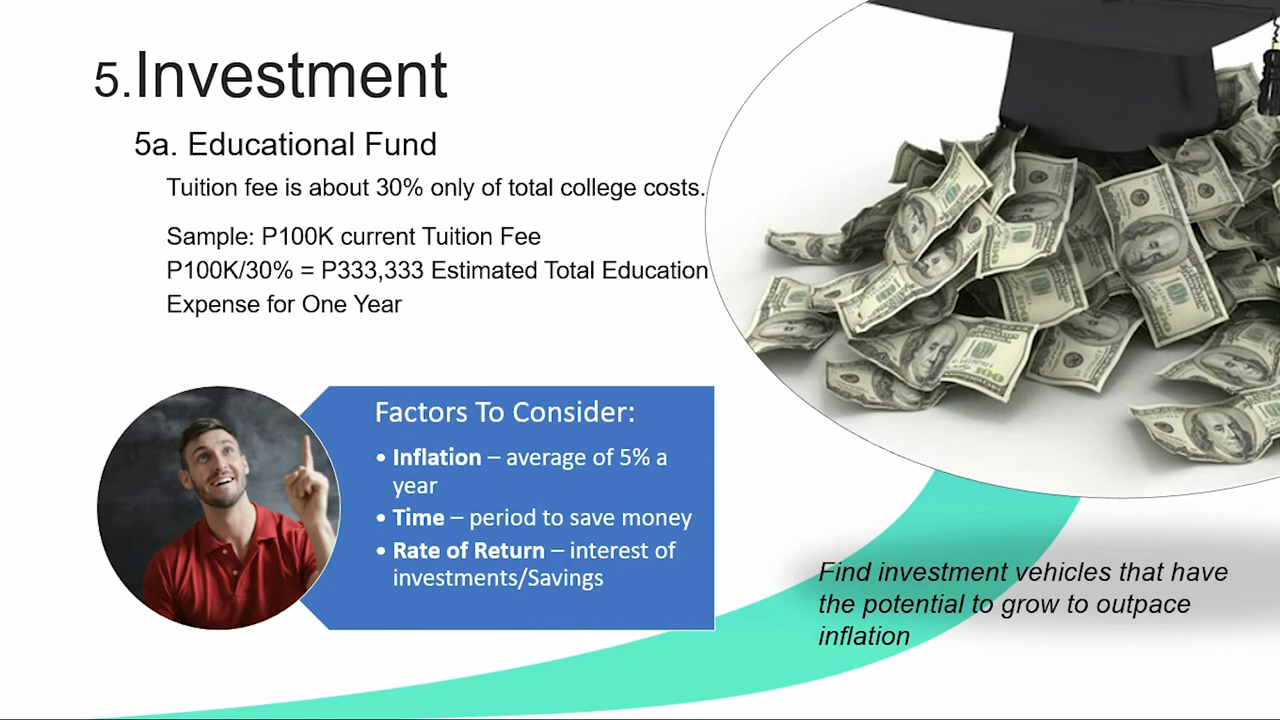 5.Investment
5a. Educational Fund
Tuition fee is about 30% only of total college costs.
Sample: P100K current Tuition Fee
P100K/30% = P333,333 Estimated Total Education
Expense for One Year
Factors To Consider:
• Inflation – average of 5% a
year
• Time – period to save money
• Rate of Return – interest of
investments/Savings
Find investment vehicles that have
the potential to grow to outpace
inflation